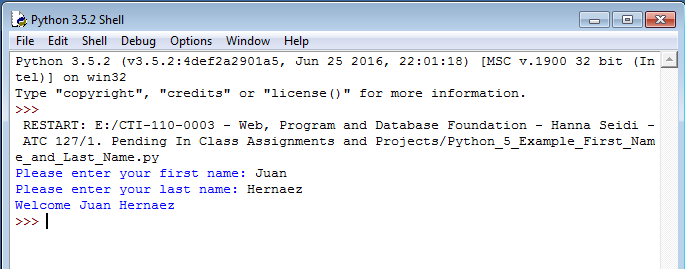 Python 3.5.2 Shell
File Edit Shell Debug Options Window Help
Python 3.5.2 (v3.5.2:4def2a2901a5, Jun 25 2016, 22:01:18) [MSC v.1900 32 bit (In
tel)] on win32
Type "copyright", "credits" or "license()" for more information.
>>>
 RESTART: E:/CTI-110-0003 - Web, Program and Database Foundation - Hanna Seidi -
 ATC 127/1. Pending In Class Assignments and Projects/Python_5_Example_First_Nam
e_and_Last_Name.py
Please enter your first name: Juan
Please enter your last name: Hernaez
Welcome Juan Hernaez
>>>